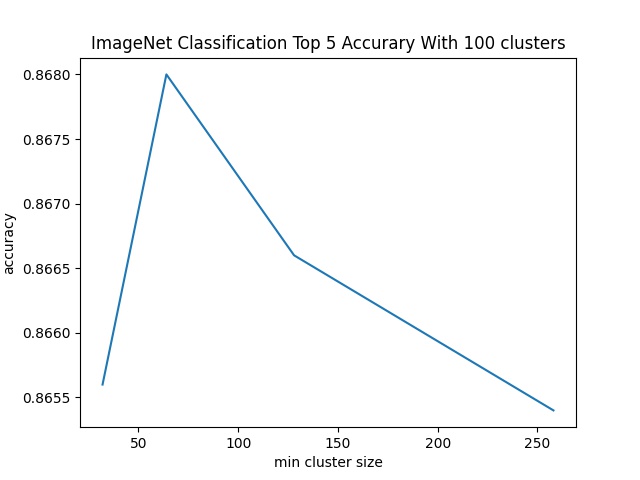 ImageNet Classification Top 5 Accurary With 100 clusters
0.8680
0.8675
0.8670
0.8665
0.8660
0.8655
accuracy
50 100 150 200 250
min cluster size